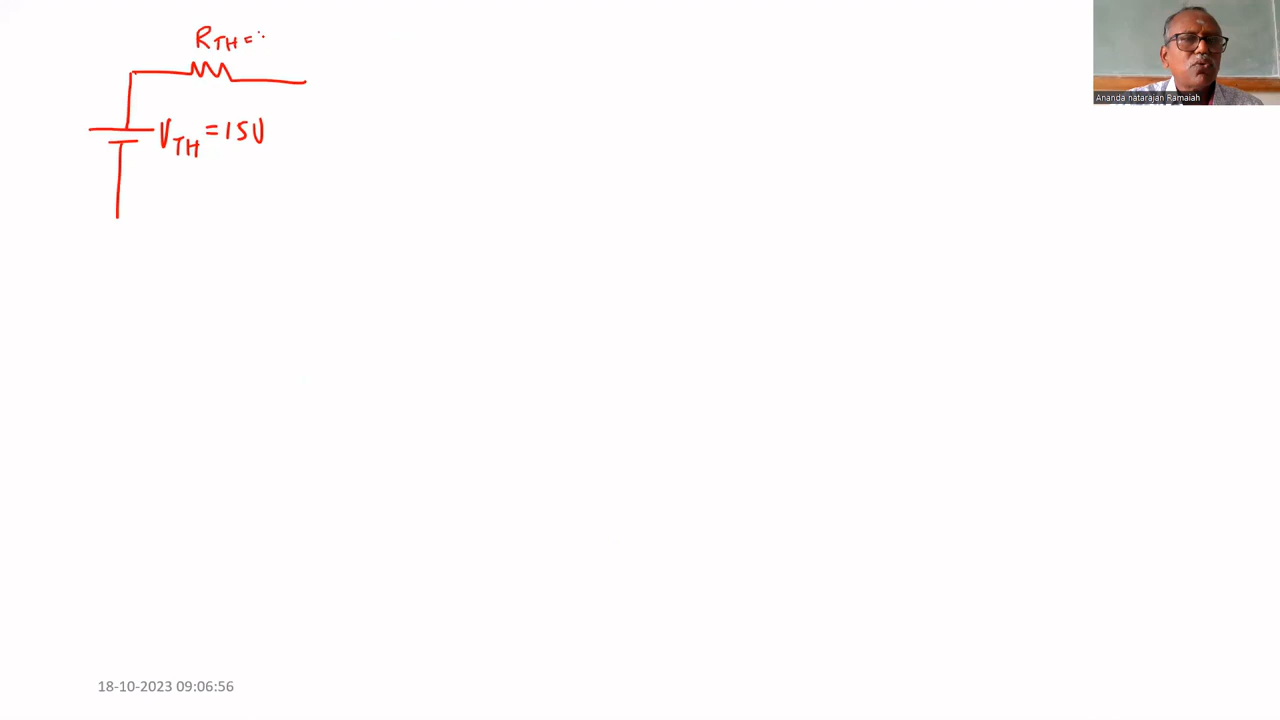 RTH =
VTH = 15V
Ananda natarajan Ramaiah
18-10-2023 09:06:56